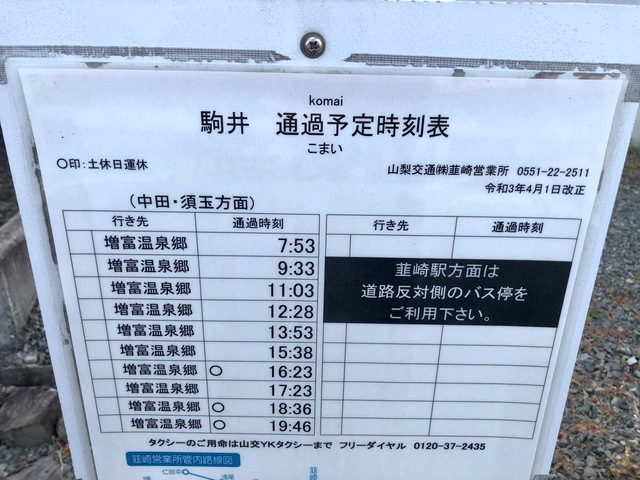 komai
駒井 通過予定時刻表
こまい
〇印:土休日運休
山梨交通㈱韮崎営業所 0551-22-2511
令和3年4月1日改正
(中田・須玉方面)
行き先 通過時刻 行き先 通過時刻
増富温泉郷 7:53
増富温泉郷 9:33
増富温泉郷 11:03
増富温泉郷 12:28
増富温泉郷 13:53
増富温泉郷 15:38
増富温泉郷 〇 16:23
増富温泉郷 17:23
増富温泉郷 〇 18:36
増富温泉郷 〇 19:46
韮崎駅方面は
道路反対側のバス停を
ご利用下さい。
タクシーのご用命は山交YKタクシーまで フリーダイヤル 0120-37-2435
韮崎営業所管内路線図
仁田平
浅尾